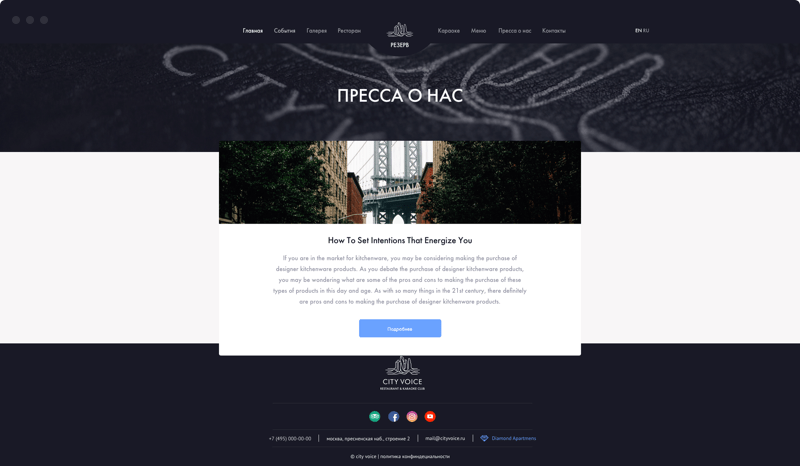 Главная События Галерея Ресторан РЕЗЕРВ Караоке Меню Пресса о нас Контакты EN RU
ПРЕССА О НАС
How To Set Intentions That Energize You
If you are in the market for kitchenware, you may be considering making the purchase of
designer kitchenware products. As you debate the purchase of designer kitchenware products,
you may be wondering what are some of the pros and cons to making the purchase of these
types of products in this day and age. As with so many things in the 21st century, there definitely
are pros and cons to making the purchase of designer kitchenware products.
Подробнее
CITY VOICE
RESTAURANT & KARAOKE CLUB
+7 (495) 000-00-00 москва, пресненская наб., строение 2 mail@cityvoice.ru Diamond Apartmens
© city voice | политика конфиндециальности